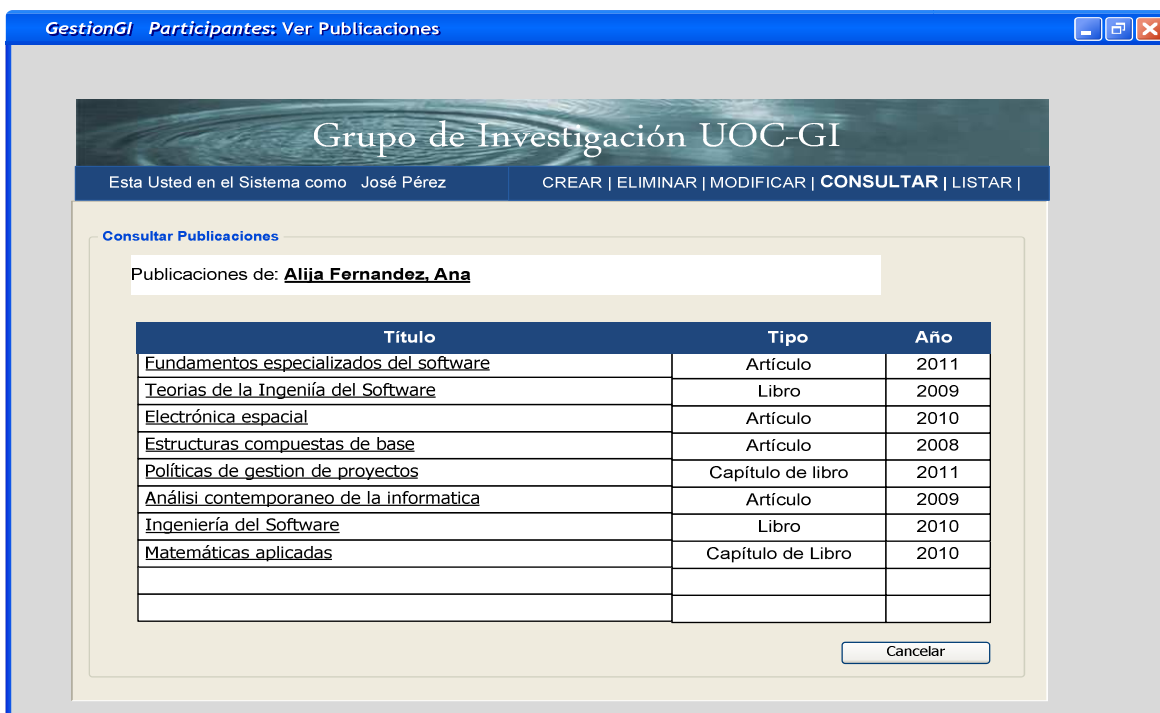 GestionGI Participantes: Ver Publicaciones
Grupo de Investigación UOC-GI
Esta Usted en el Sistema como José Pérez CREAR | ELIMINAR | MODIFICAR | CONSULTAR | LISTAR |
Consultar Publicaciones
Publicaciones de: Alija Fernandez, Ana
Título Tipo Año
Fundamentos especializados del software Artículo 2011
Teorias de la Ingeniía del Software Libro 2009
Electrónica espacial Artículo 2010
Estructuras compuestas de base Artículo 2008
Políticas de gestion de proyectos Capítulo de libro 2011
Análisi contemporaneo de la informatica Artículo 2009
Ingeniería del Software Libro 2010
Matemáticas aplicadas Capítulo de Libro 2010
Cancelar